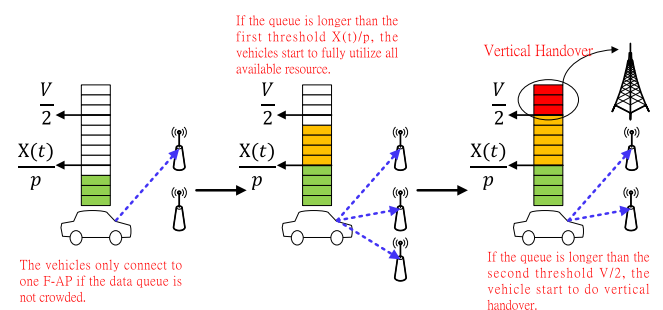 The vehicles only connect to
one F-AP if the data queue is
not crowded.
V
2
X(t)
p
If the queue is longer than the
first threshold X(t)/p, the
vehicles start to fully utilize all
available resource.
V
2
X(t)
p
Vertical Handover
V
2
X(t)
p
If the queue is longer than the
second threshold V/2, the
vehicle start to do vertical
handover.